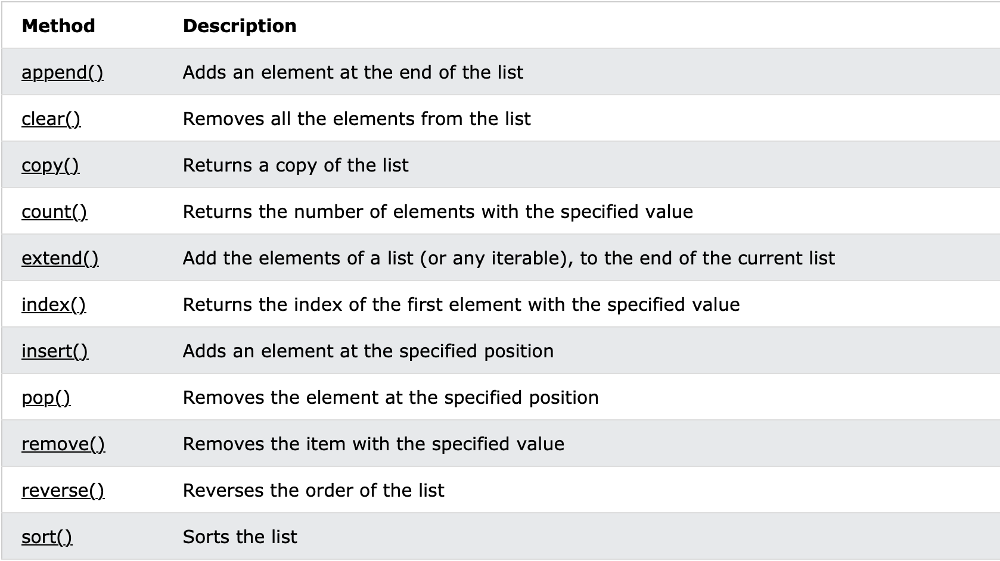 Method Description
append() Adds an element at the end of the list
clear() Removes all the elements from the list
copy() Returns a copy of the list
count() Returns the number of elements with the specified value
extend() Add the elements of a list (or any iterable), to the end of the current list
index() Returns the index of the first element with the specified value
insert() Adds an element at the specified position
pop() Removes the element at the specified position
remove() Removes the item with the specified value
reverse() Reverses the order of the list
sort() Sorts the list